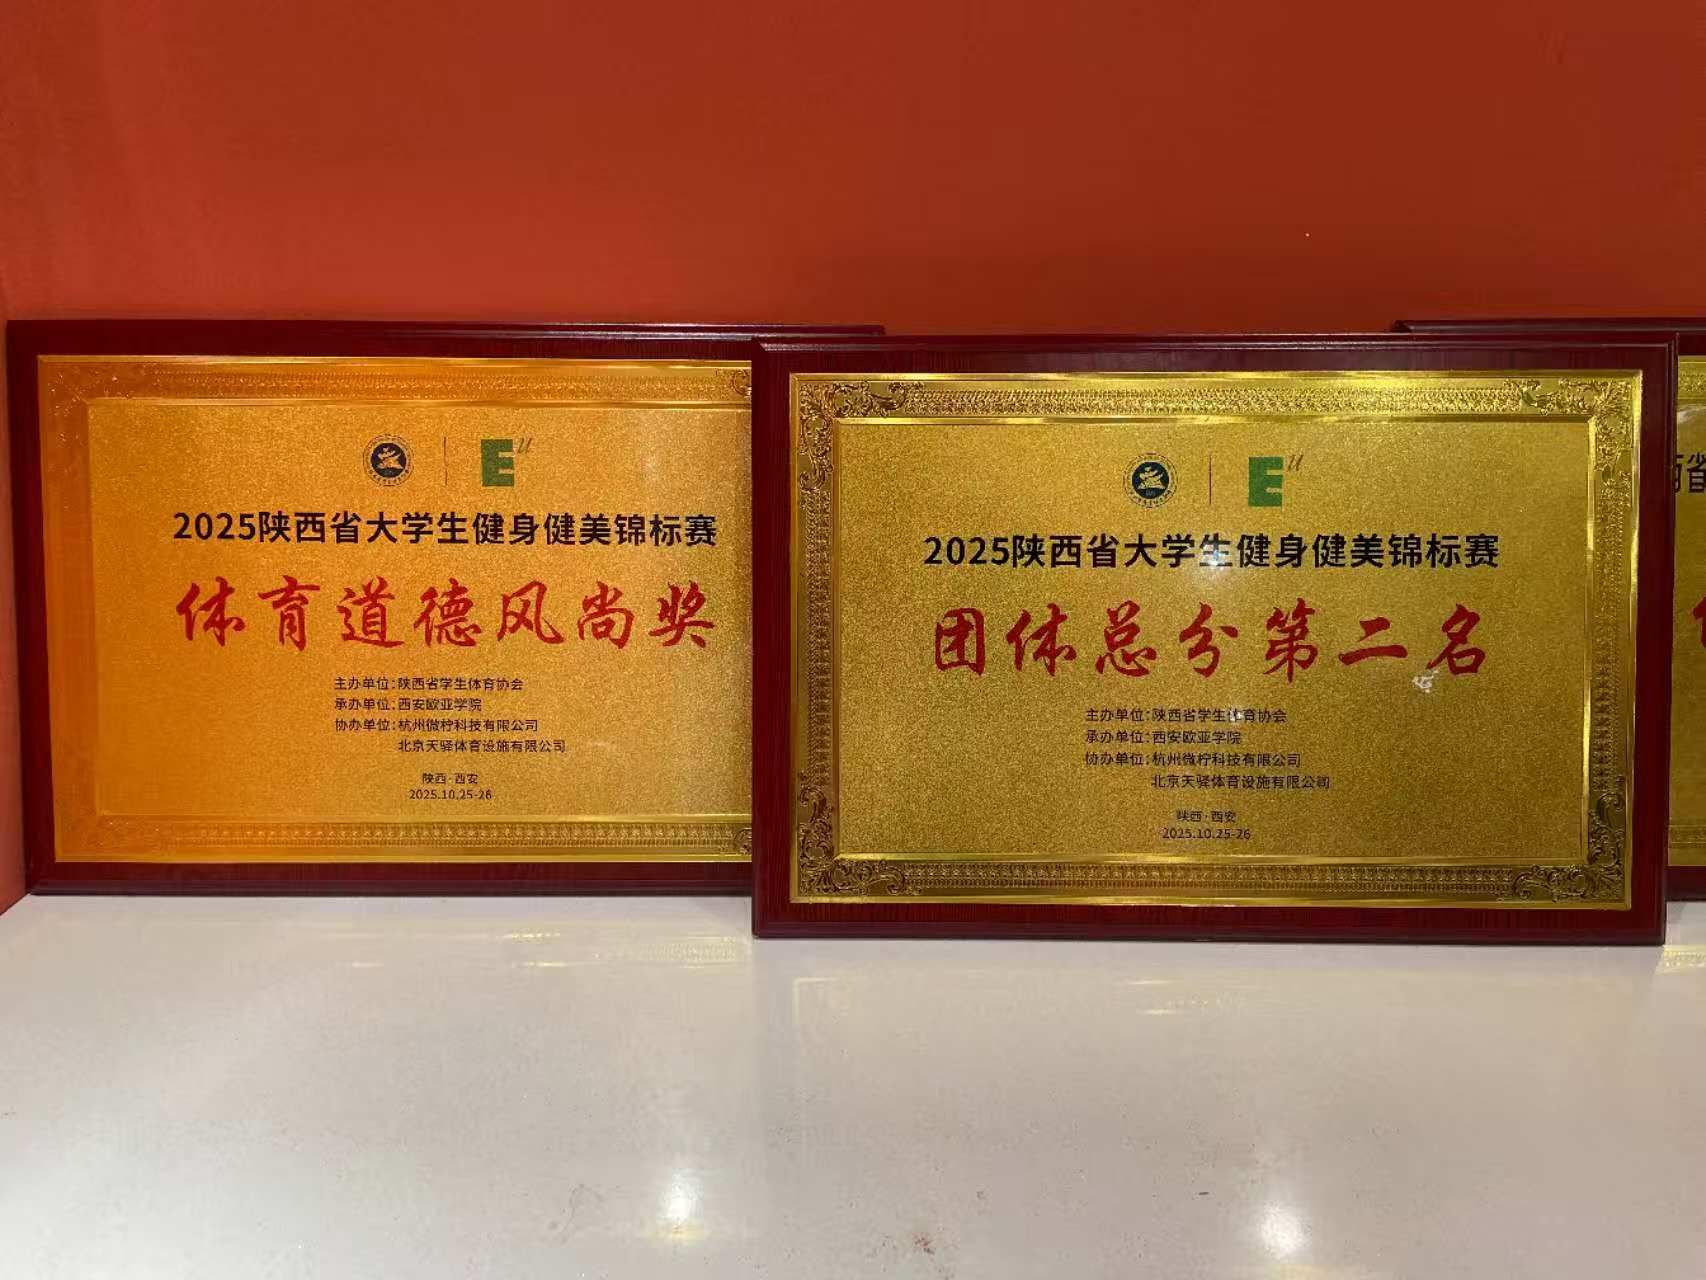 2025陕西省大学生健身健美锦标赛
体育道德风尚奖
主办单位:陕西省学生体育协会
承办单位:西安欧亚学院
协办单位:杭州微柠科技有限公司
北京天驿体育设施有限公司
陕西·西安
2025.10.25-26
E u
2025陕西省大学生健身健美锦标赛
团体总分第二名
主办单位:陕西省学生体育协会
承办单位:西安欧亚学院
协办单位:杭州微柠科技有限公司
北京天驿体育设施有限公司
陕西·西安
2025.10.25-26
E u
省